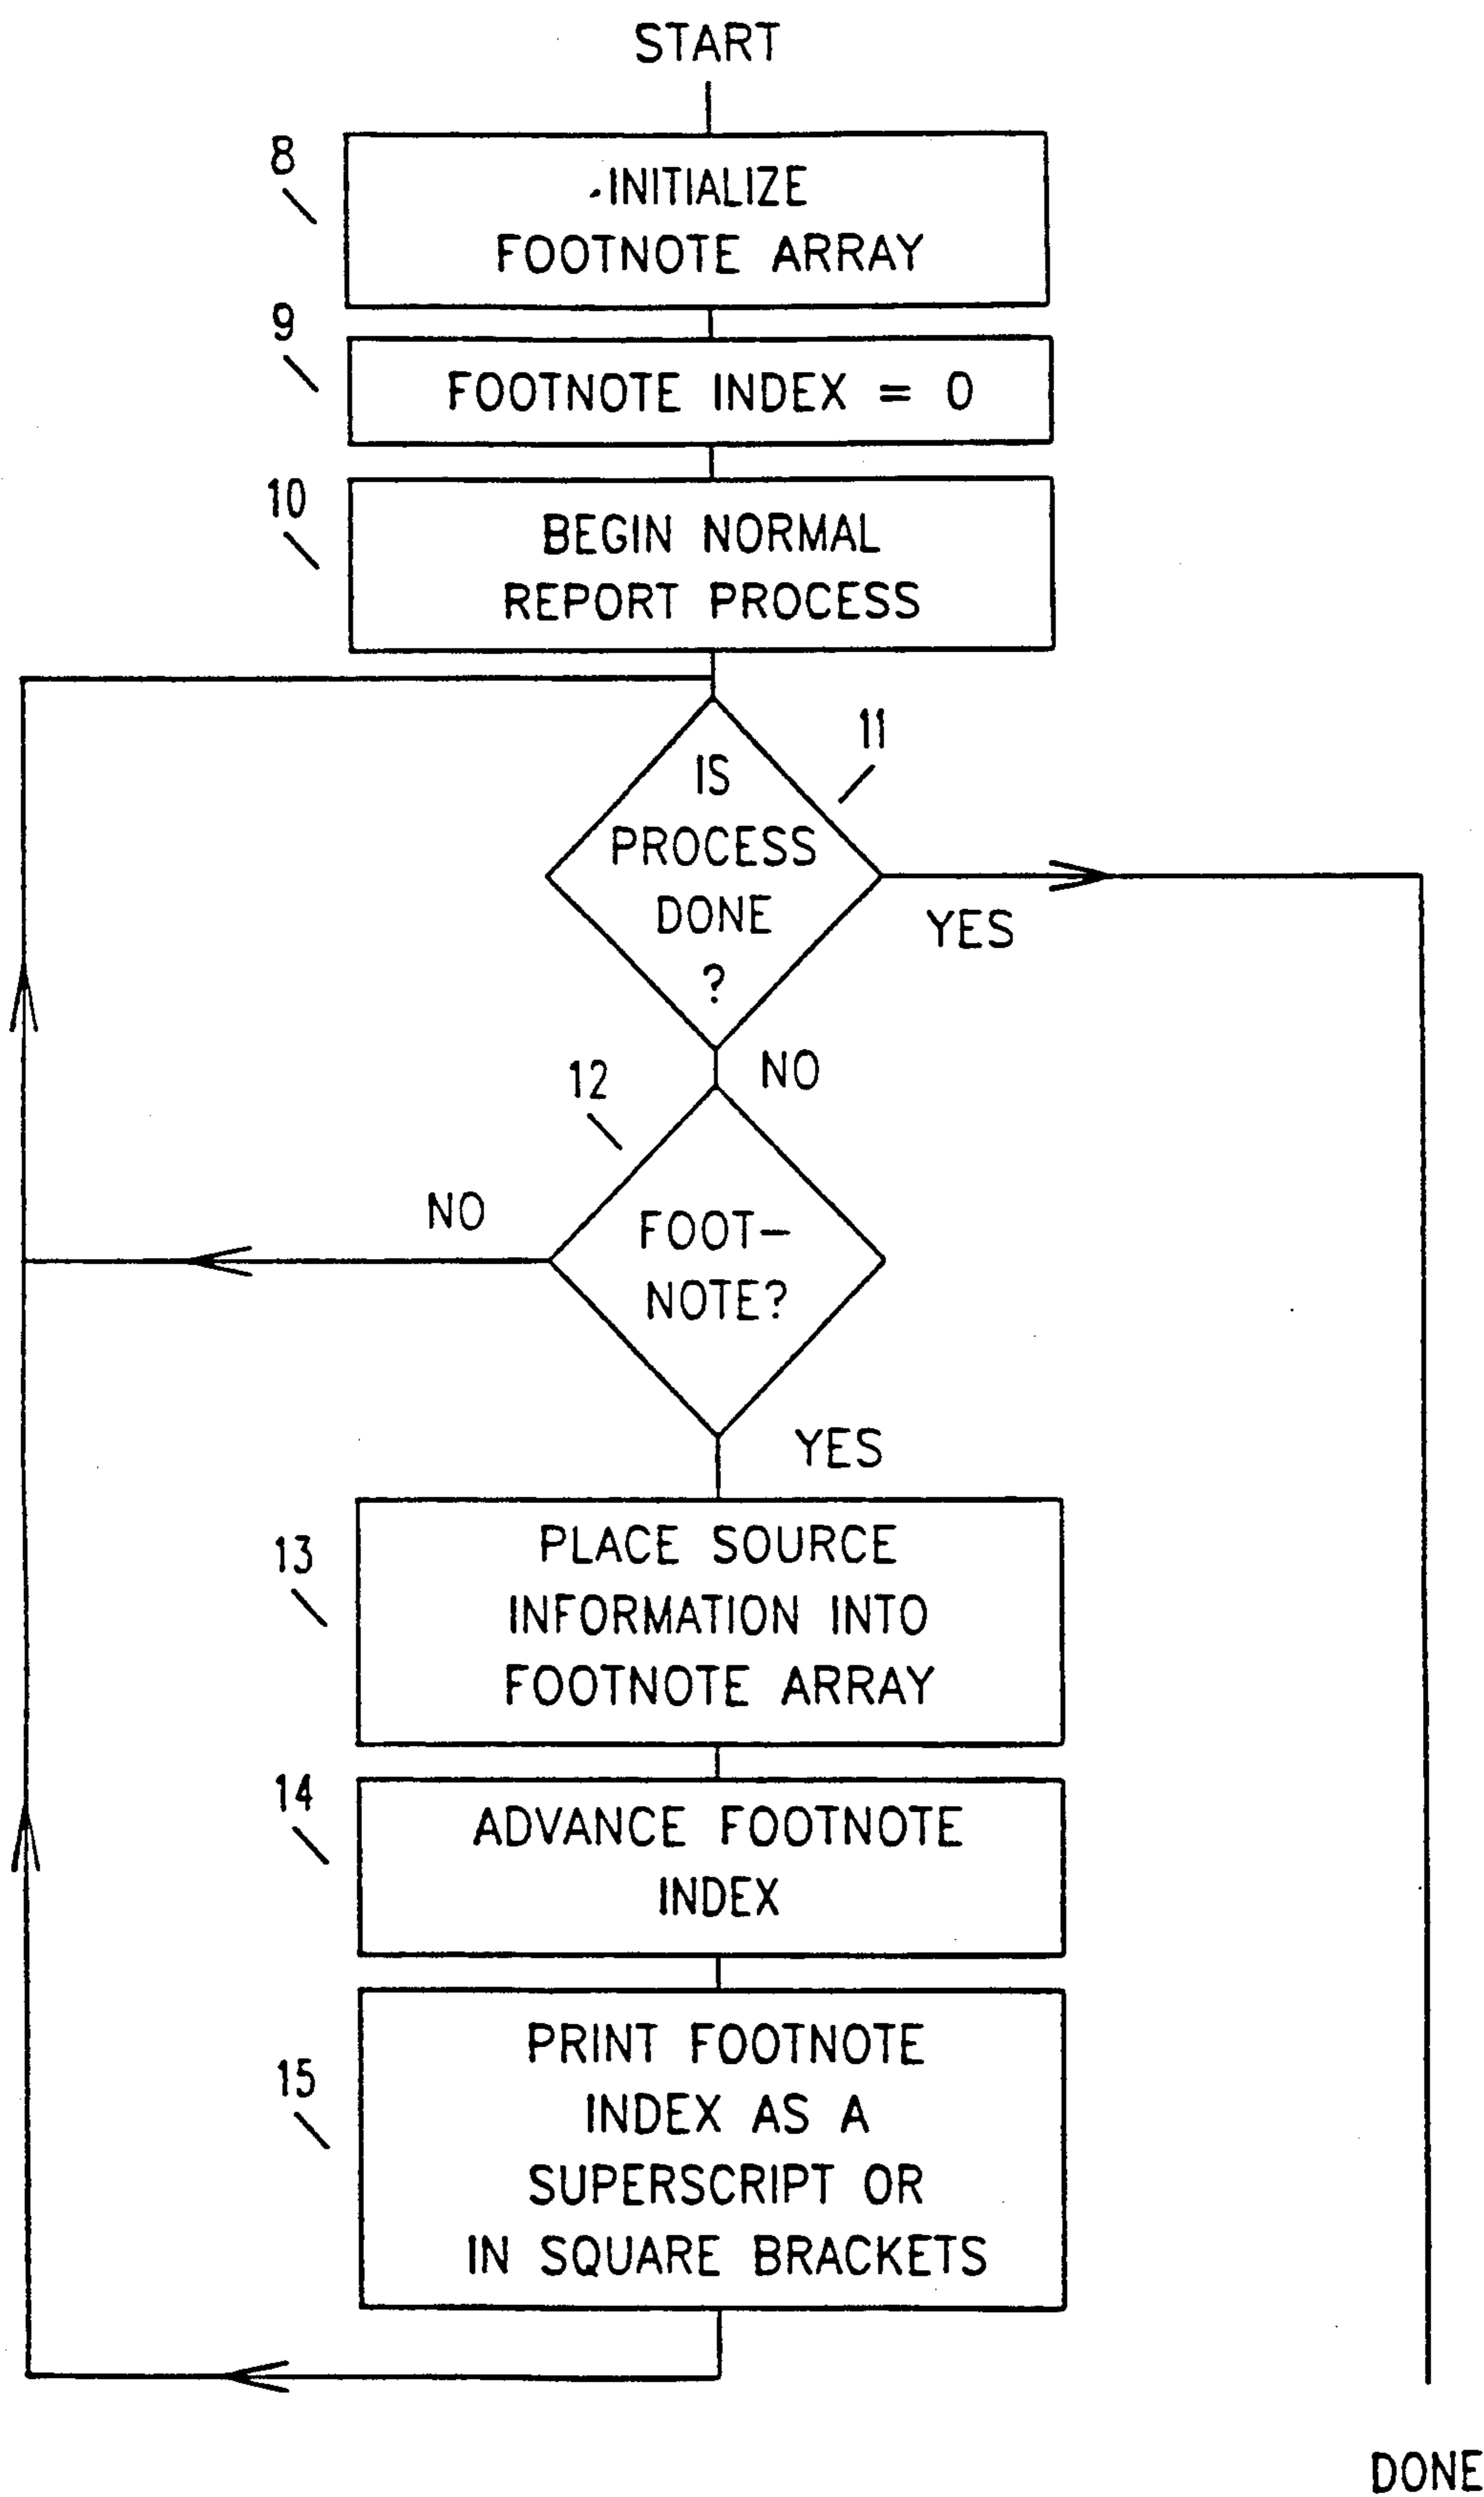 START
8
INITIALIZE
FOOTNOTE ARRAY
9
FOOTNOTE INDEX = 0
10
BEGIN NORMAL
REPORT PROCESS
11
IS
PROCESS
DONE
?
YES
NO
12
FOOT-
NOTE?
NO
YES
13
PLACE SOURCE
INFORMATION INTO
FOOTNOTE ARRAY
14
ADVANCE FOOTNOTE
INDEX
15
PRINT FOOTNOTE
INDEX AS A
SUPERSCRIPT OR
IN SQUARE BRACKETS
DONE